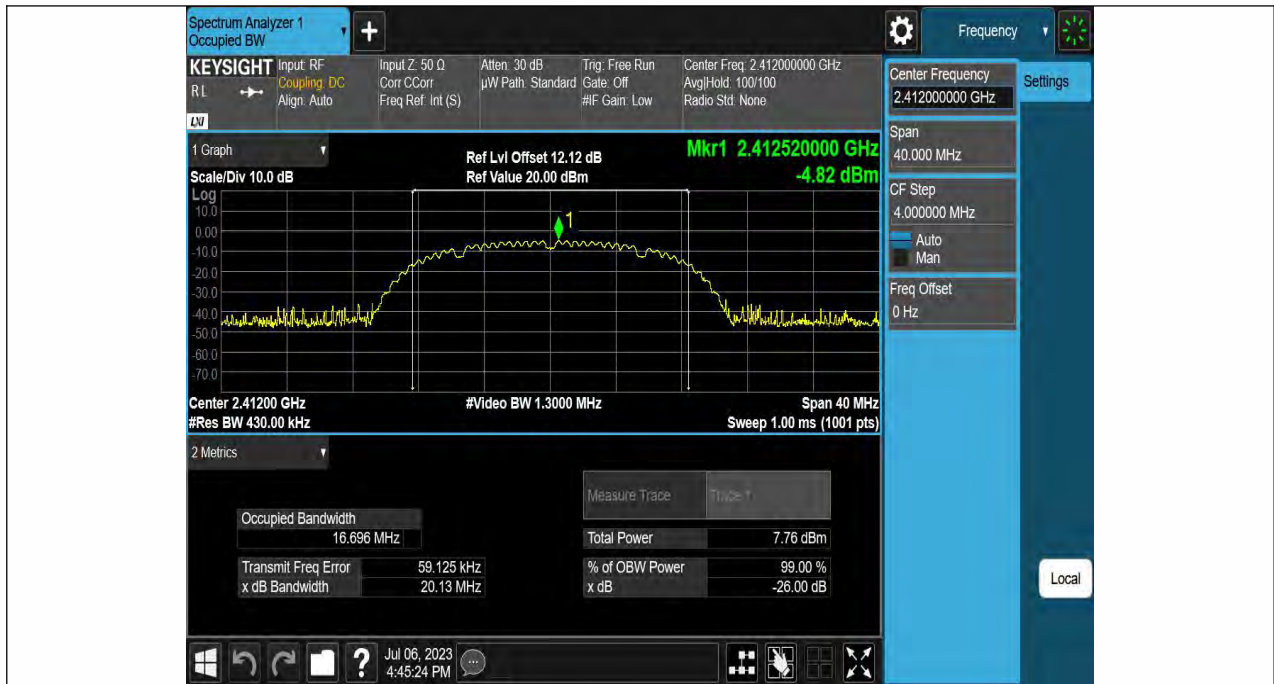 Spectrum Analyzer 1
Occupied BW
+
Frequency
KEYSIGHT
RL
LXI
Input: RF
Coupling: DC
Align: Auto
Input Z: 50 Ω
Corr CCorr
Freq Ref: Int (S)
Atten: 30 dB
µW Path: Standard
Trig: Free Run
Gate: Off
#IF Gain: Low
Center Freq: 2.412000000 GHz
Avg|Hold: 100/100
Radio Std: None
Center Frequency
2.412000000 GHz
Settings
Span
40.000 MHz
CF Step
4.000000 MHz
Auto
Man
Freq Offset
0 Hz
Local
1 Graph
Scale/Div 10.0 dB
Ref Lvl Offset 12.12 dB
Ref Value 20.00 dBm
Mkr1 2.412520000 GHz
-4.82 dBm
Log
10.0
0.00
-10.0
-20.0
-30.0
-40.0
-50.0
-60.0
-70.0
1
Center 2.41200 GHz
#Video BW 1.3000 MHz
Span 40 MHz
#Res BW 430.00 kHz
Sweep 1.00 ms (1001 pts)
2 Metrics
Measure Trace
Trace 1
Occupied Bandwidth
16.696 MHz
Total Power 7.76 dBm
Transmit Freq Error 59.125 kHz
% of OBW Power 99.00 %
x dB Bandwidth 20.13 MHz
x dB -26.00 dB
?
Jul 06, 2023
4:45:24 PM